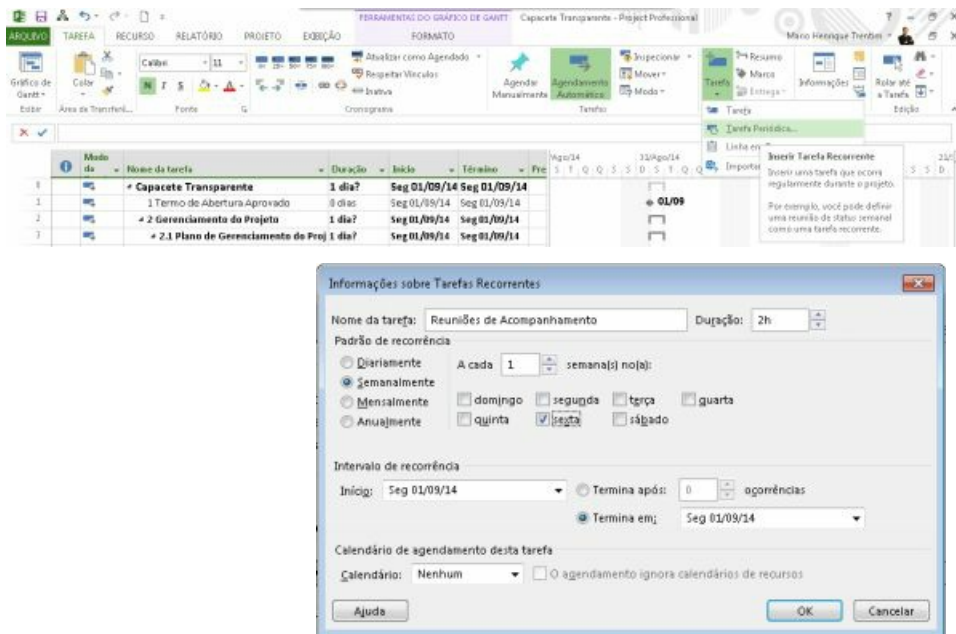 FERRAMENTAS DO GRÁFICO DE GANTT Capacete Transparente - Project Professional
ARQUIVO TAREFA RECURSO RELATÓRIO PROJETO EXIBIÇÃO FORMATO Mario Henrique Trentim
Gráfico de Gantt
Colar
Calibri 11
N I S
Atualizar como Agendado
Respeitar Vínculos
Inativa
Agendar Manualmente
Agendamento Automático
Inspecionar
Mover
Modo
Tarefa
Resumo
Marco
Entrega
Informações
Rolar até a Tarefa
Exibir Área de Transferên... Fonte Cronograma Tarefas Edição
Tarefa
Tarefa Periódica...
Importar
Inserir Tarefa Recorrente
Inserir uma tarefa que ocorra regularmente durante o projeto.
Por exemplo, você pode definir uma reunião de status semanal como uma tarefa recorrente.
Modo da Nome da tarefa Duração Início Término Pre
31/Ago/14
0 Capacete Transparente 1 dia? Seg 01/09/14 Seg 01/09/14
1 1 Termo de Abertura Aprovado 0 dias Seg 01/09/14 Seg 01/09/14 01/09
2 2 Gerenciamento do Projeto 1 dia? Seg 01/09/14 Seg 01/09/14
3 2.1 Plano de Gerenciamento do Proj 1 dia? Seg 01/09/14 Seg 01/09/14
Informações sobre Tarefas Recorrentes
Nome da tarefa: Reuniões de Acompanhamento Duração: 2h
Padrão de recorrência
Diariamente A cada 1 semana(s) no(a):
Semanalmente
Mensalmente domingo segunda terça quarta
Anualmente quinta sexta sábado
Intervalo de recorrência
Início: Seg 01/09/14 Termina após: 0 ocorrências
Termina em: Seg 01/09/14
Calendário de agendamento desta tarefa
Calendário: Nenhum O agendamento ignora calendários de recursos
Ajuda OK Cancelar